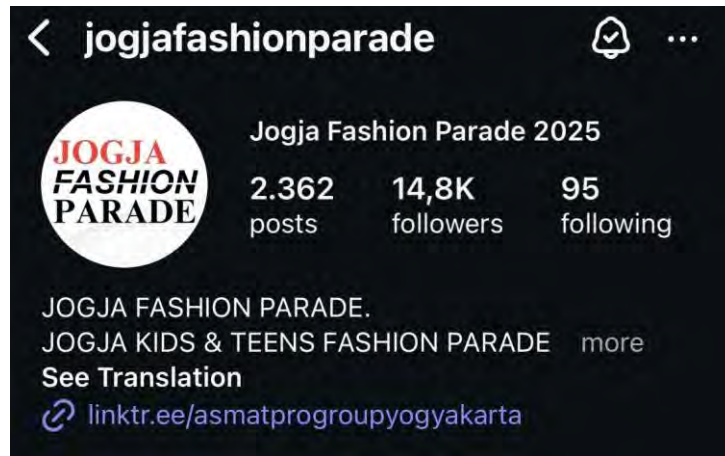 jogjafashionparade
JOGJA
FASHION
PARADE
Jogja Fashion Parade 2025
2.362 14,8K 95
posts followers following
JOGJA FASHION PARADE.
JOGJA KIDS & TEENS FASHION PARADE more
See Translation
linktr.ee/asmatprogroupyogyakarta